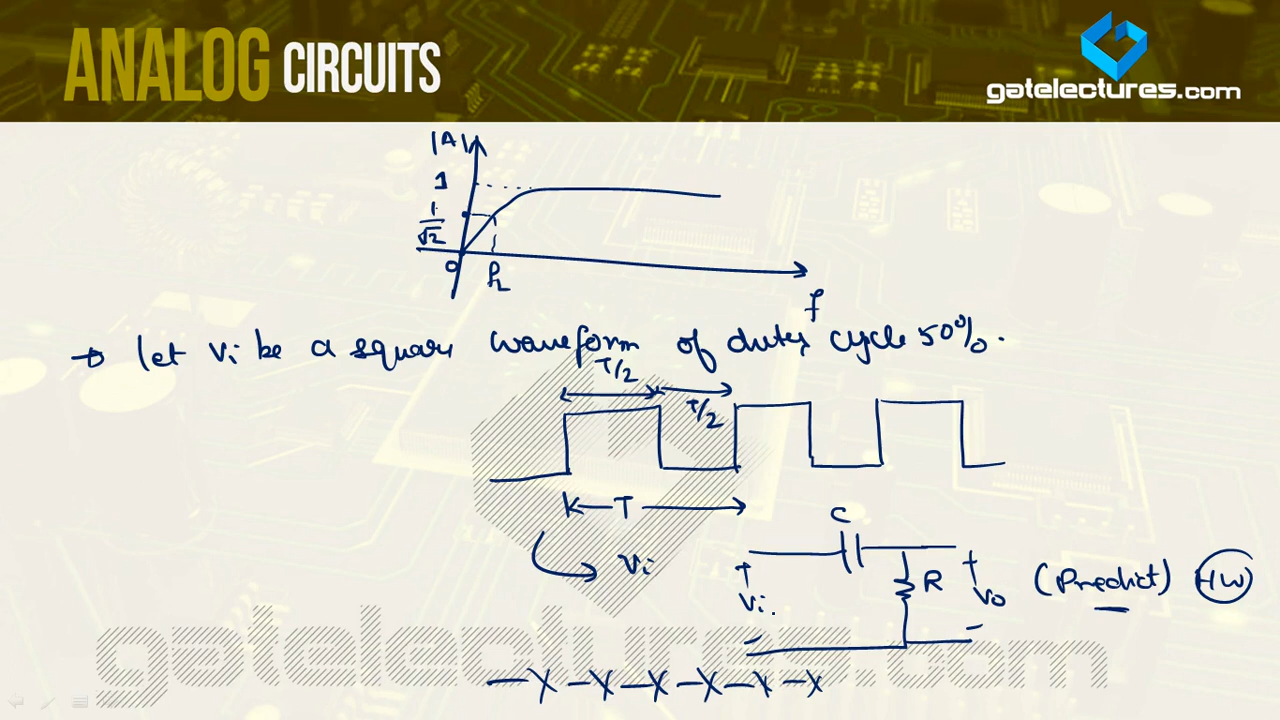 ANALOG CIRCUITS
gatelectures.com
|A|
1
1/√2
0
fL
f
→ let Vi be a square waveform of duty cycle 50%.
T/2
T/2
T
Vi
C
+ Vi -
R
+ Vo -
(Predict) HW
gatelectures.com
—X—X—X—X—X—X